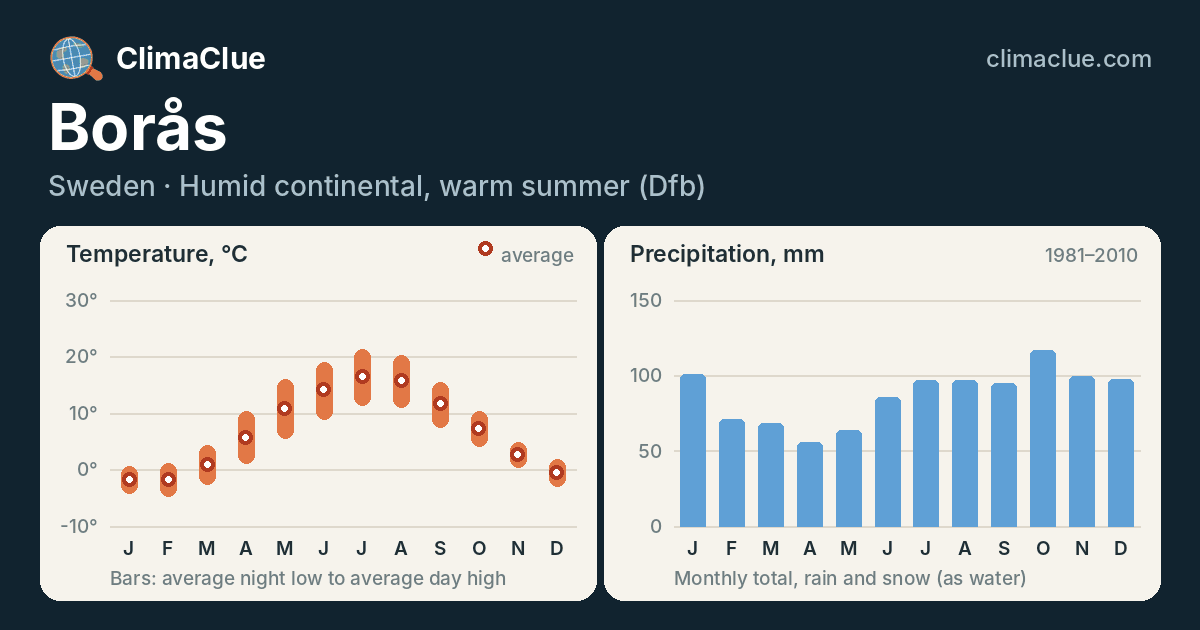 ClimaClue
climaclue.com
Borås
Sweden · Humid continental, warm summer (Dfb)
Temperature, °C
average
30°
20°
10°
0°
-10°
J F M A M J J A S O N D
Bars: average night low to average day high
Precipitation, mm
1981–2010
150
100
50
0
J F M A M J J A S O N D
Monthly total, rain and snow (as water)